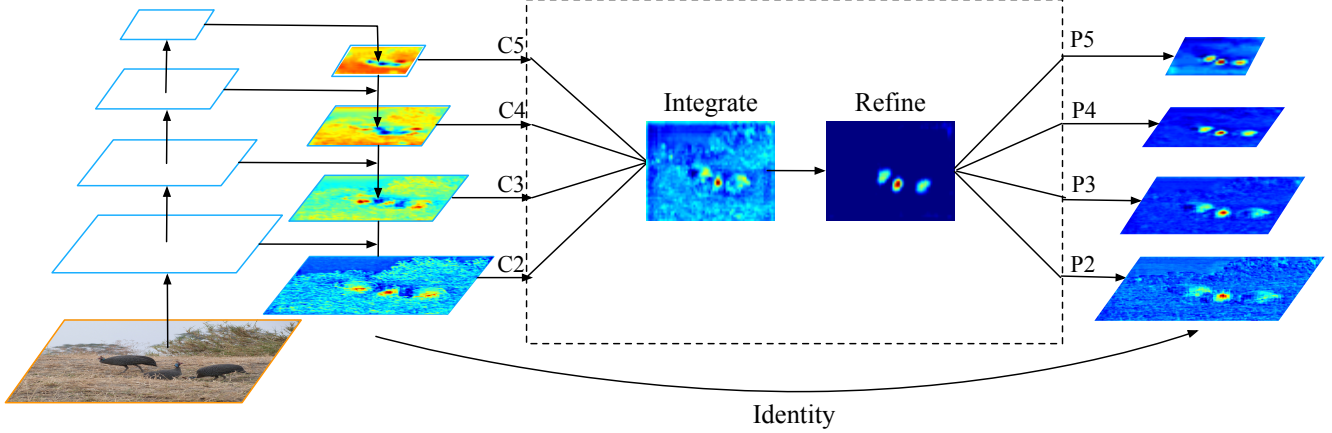 C5
P5
Integrate
Refine
C4
P4
C3
P3
C2
P2
Identity